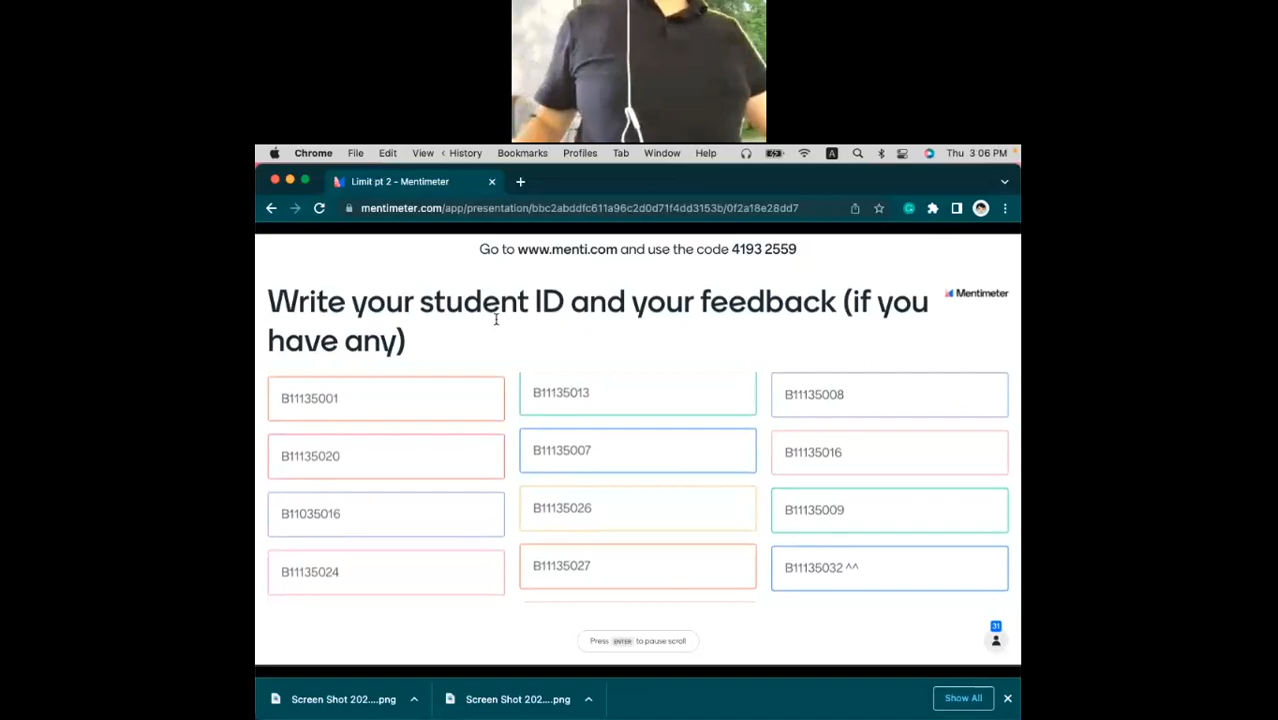 Chrome File Edit View History Bookmarks Profiles Tab Window Help A Thu 3:06 PM
Limit pt 2 - Mentimeter
mentimeter.com/app/presentation/bbc2abddfc611a96c2d0d71f4dd3153b/0f2a18e28dd7
Go to www.menti.com and use the code 4193 2559
Write your student ID and your feedback (if you
have any)
Mentimeter
B11135001
B11135020
B11035016
B11135024
B11135013
B11135007
B11135026
B11135027
B11135008
B11135016
B11135009
B11135032 ^^
31
Press ENTER to pause scroll
Screen Shot 202....png
Screen Shot 202....png
Show All